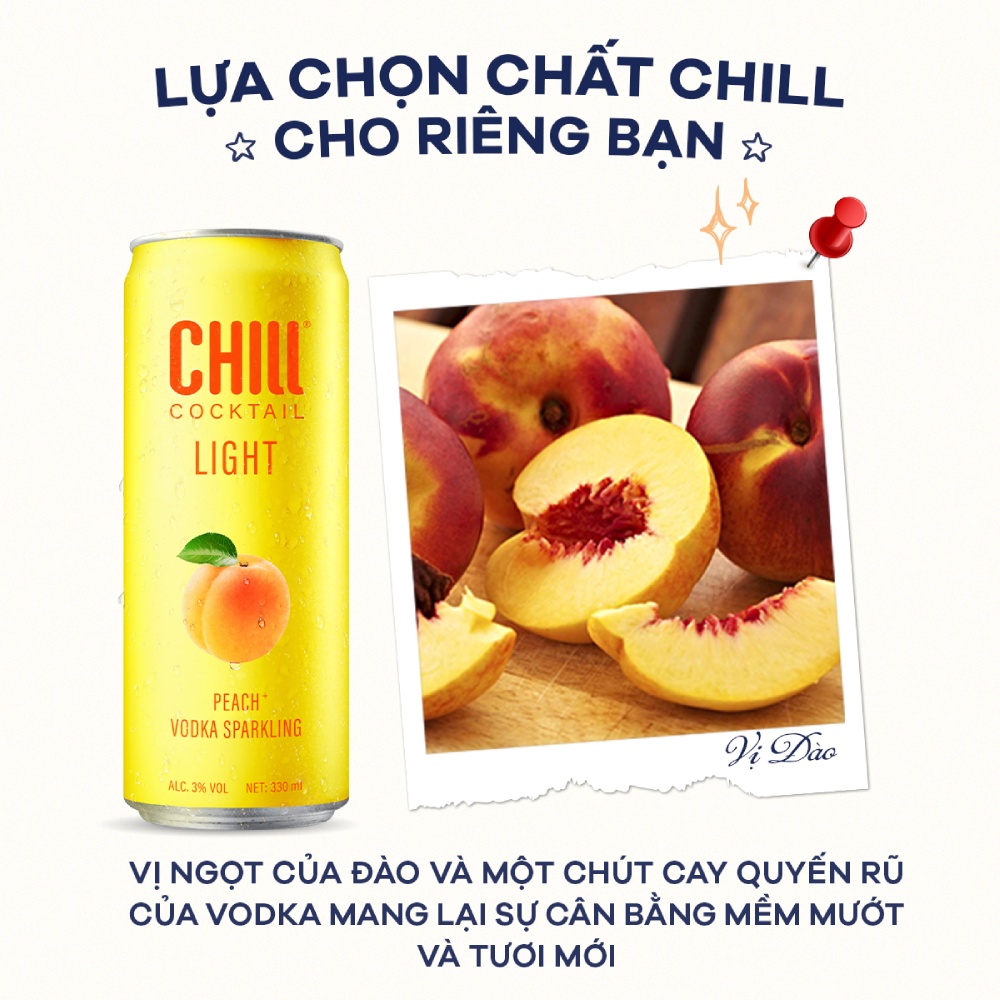 LỰA CHỌN CHẤT CHILL
CHO RIÊNG BẠN
CHILL®
COCKTAIL
LIGHT
PEACH+
VODKA SPARKLING
ALC. 3% VOL NET: 330 ml
Vị Dào
VỊ NGỌT CỦA ĐÀO VÀ MỘT CHÚT CAY QUYẾN RŨ
CỦA VODKA MANG LẠI SỰ CÂN BẰNG MỀM MƯỚT
VÀ TƯƠI MỚI